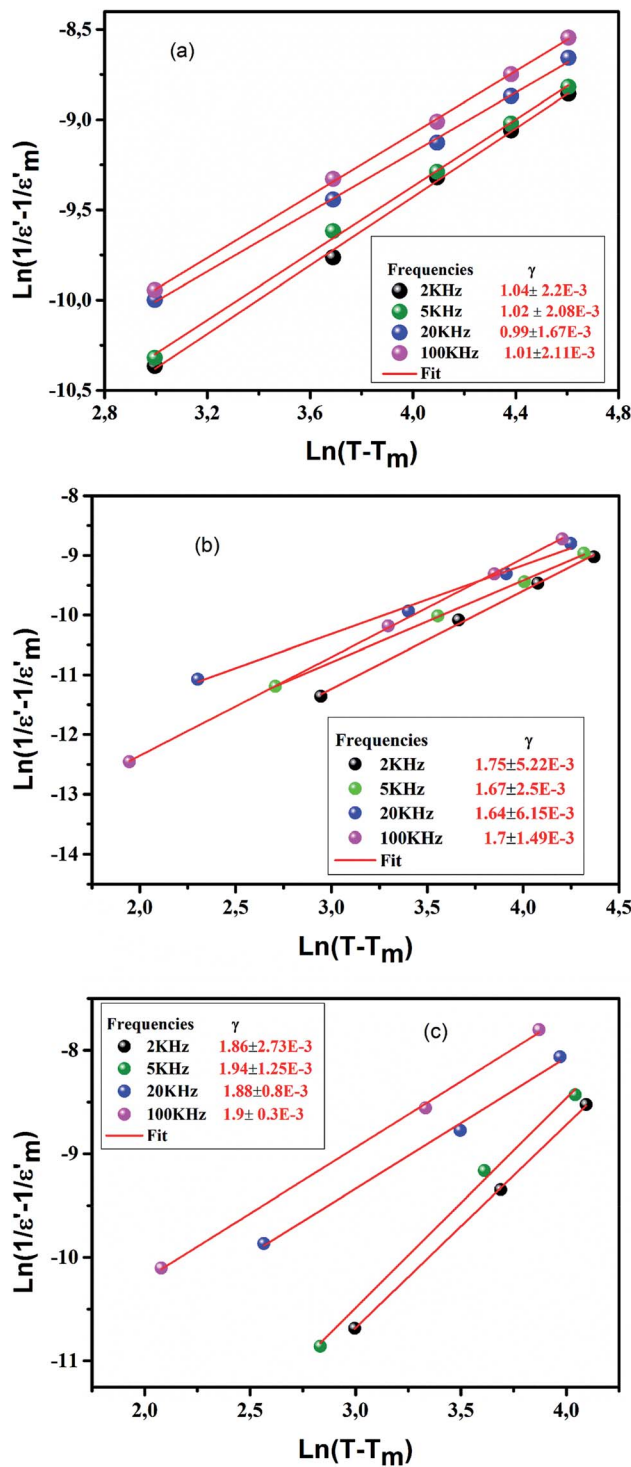 (a)
Ln(1/ε'-1/ε'm)
-8,5
-9,0
-9,5
-10,0
-10,5
2,8 3,2 3,6 4,0 4,4 4,8
Ln(T-Tm)
Frequencies γ
2KHz 1.04± 2.2E-3
5KHz 1.02 ± 2.08E-3
20KHz 0.99±1.67E-3
100KHz 1.01±2.11E-3
Fit
(b)
Ln(1/ε'-1/ε'm)
-8
-9
-10
-11
-12
-13
-14
2,0 2,5 3,0 3,5 4,0 4,5
Ln(T-Tm)
Frequencies γ
2KHz 1.75±5.22E-3
5KHz 1.67±2.5E-3
20KHz 1.64±6.15E-3
100KHz 1.7±1.49E-3
Fit
(c)
Frequencies γ
2KHz 1.86±2.73E-3
5KHz 1.94±1.25E-3
20KHz 1.88±0.8E-3
100KHz 1.9± 0.3E-3
Fit
Ln(1/ε'-1/ε'm)
-8
-9
-10
-11
2,0 2,5 3,0 3,5 4,0
Ln(T-Tm)